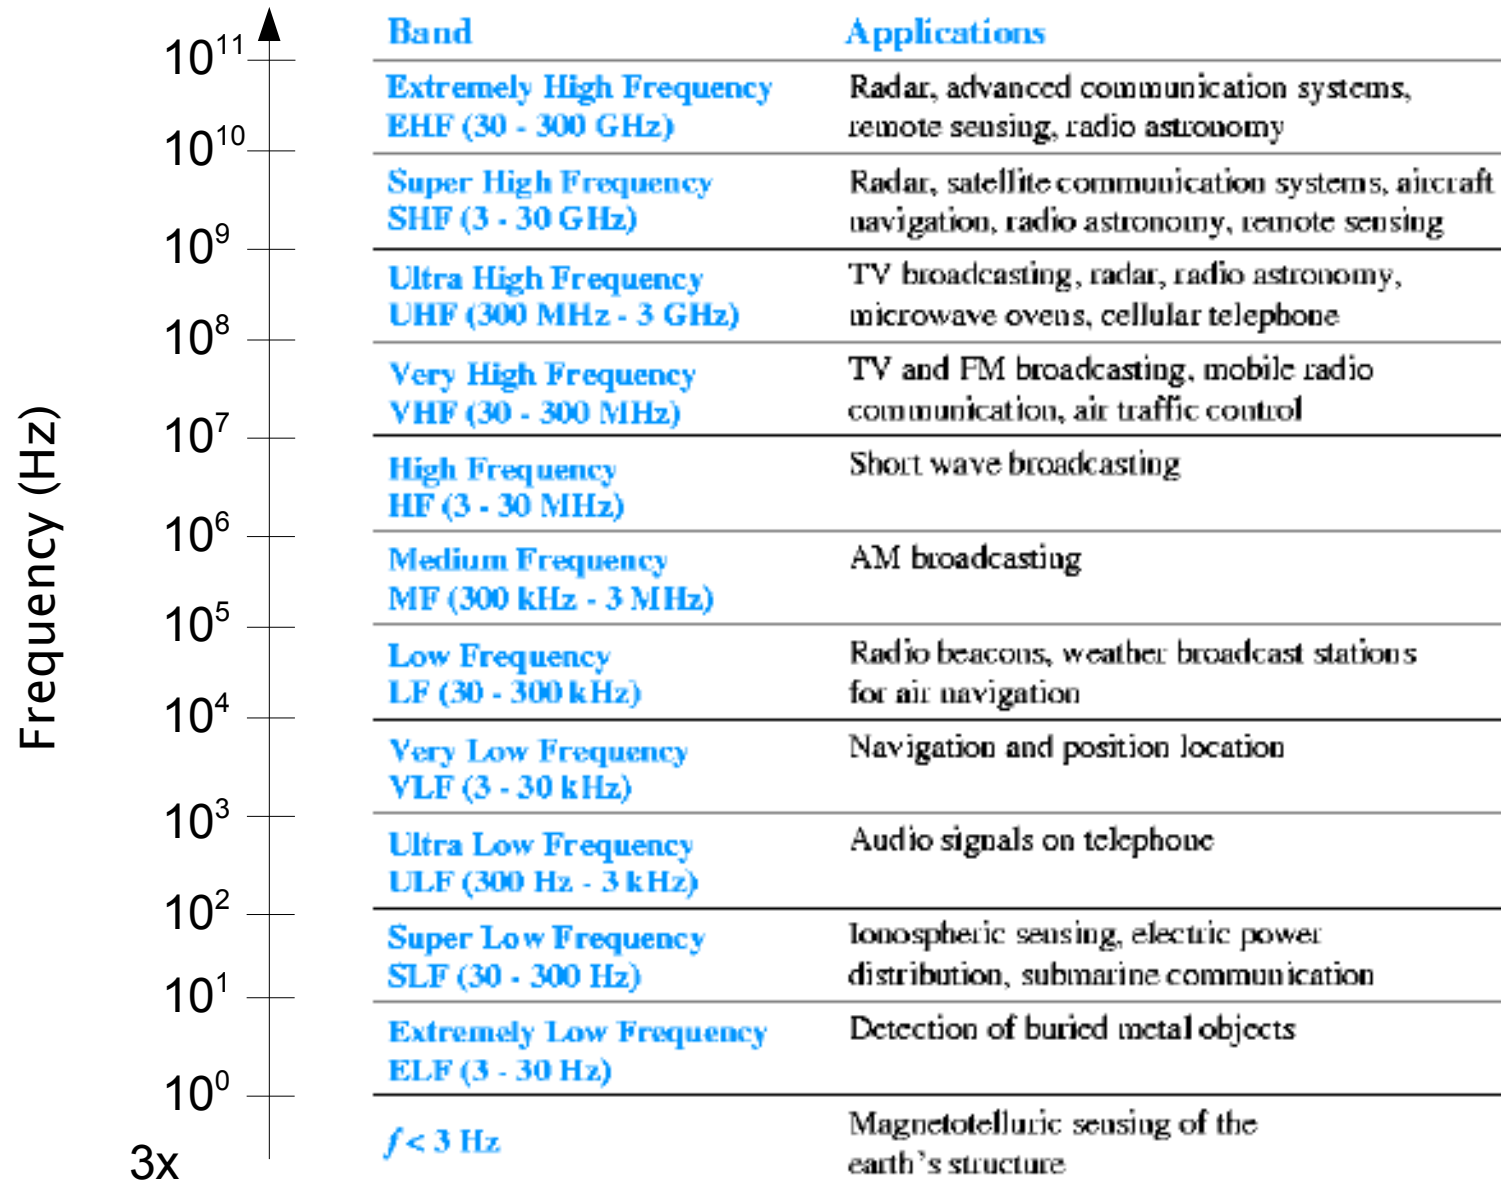 Frequency (Hz)
10¹¹
10¹⁰
10⁹
10⁸
10⁷
10⁶
10⁵
10⁴
10³
10²
10¹
10⁰
3x
Band Applications
Extremely High Frequency
EHF (30 - 300 GHz)
Radar, advanced communication systems,
remote sensing, radio astronomy
Super High Frequency
SHF (3 - 30 GHz)
Radar, satellite communication systems, aircraft
navigation, radio astronomy, remote sensing
Ultra High Frequency
UHF (300 MHz - 3 GHz)
TV broadcasting, radar, radio astronomy,
microwave ovens, cellular telephone
Very High Frequency
VHF (30 - 300 MHz)
TV and FM broadcasting, mobile radio
communication, air traffic control
High Frequency
HF (3 - 30 MHz)
Short wave broadcasting
Medium Frequency
MF (300 kHz - 3 MHz)
AM broadcasting
Low Frequency
LF (30 - 300 kHz)
Radio beacons, weather broadcast stations
for air navigation
Very Low Frequency
VLF (3 - 30 kHz)
Navigation and position location
Ultra Low Frequency
ULF (300 Hz - 3 kHz)
Audio signals on telephone
Super Low Frequency
SLF (30 - 300 Hz)
Ionospheric sensing, electric power
distribution, submarine communication
Extremely Low Frequency
ELF (3 - 30 Hz)
Detection of buried metal objects
f < 3 Hz
Magnetotelluric sensing of the
earth's structure